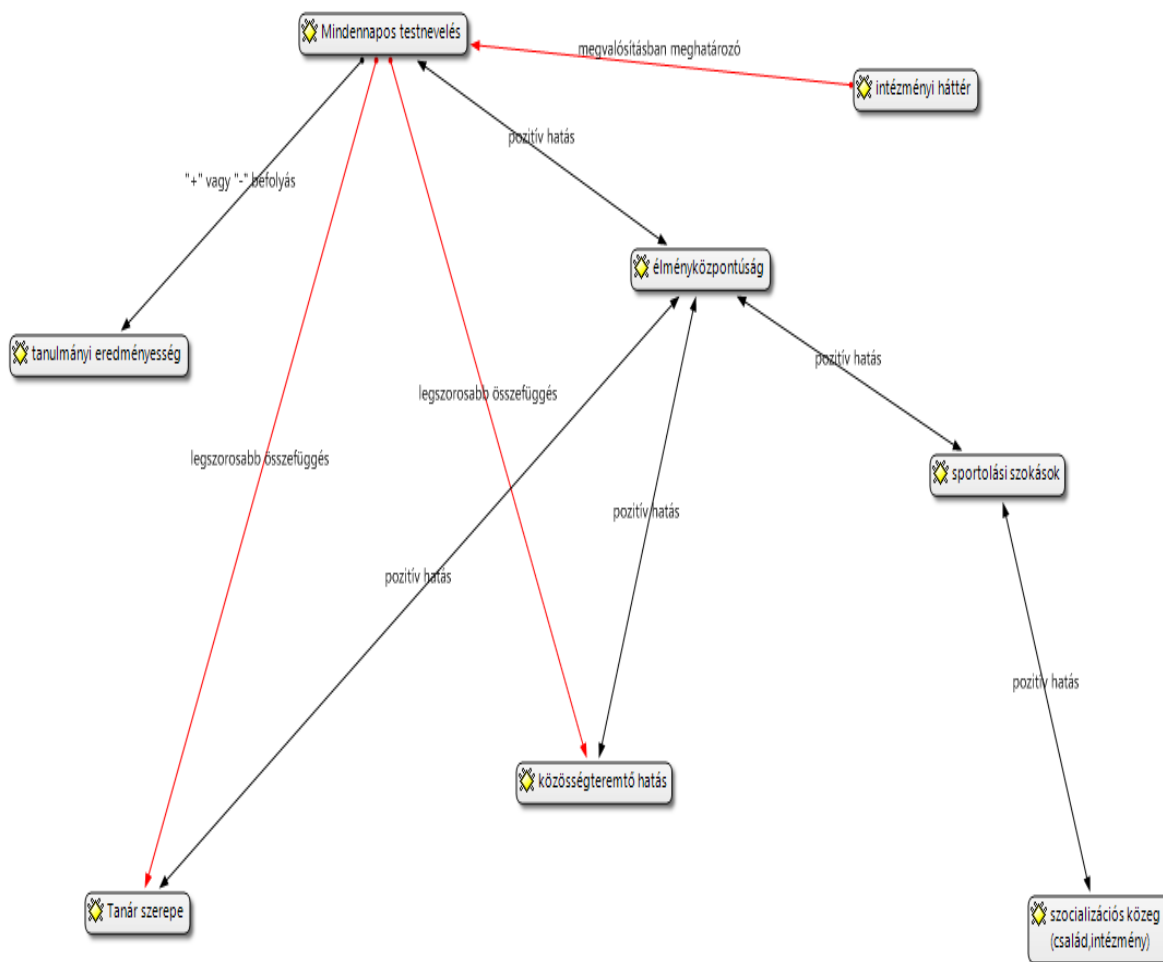 Mindennapos testnevelés
megvalósításban meghatározó
intézményi háttér
pozitív hatás
"+" vagy "-" befolyás
élményközpontúság
tanulmányi eredményesség
pozitív hatás
legszorosabb összefüggés
legszorosabb összefüggés
sportolási szokások
pozitív hatás
pozitív hatás
pozitív hatás
közösségteremtő hatás
Tanár szerepe
szocializációs közeg
(család,intézmény)